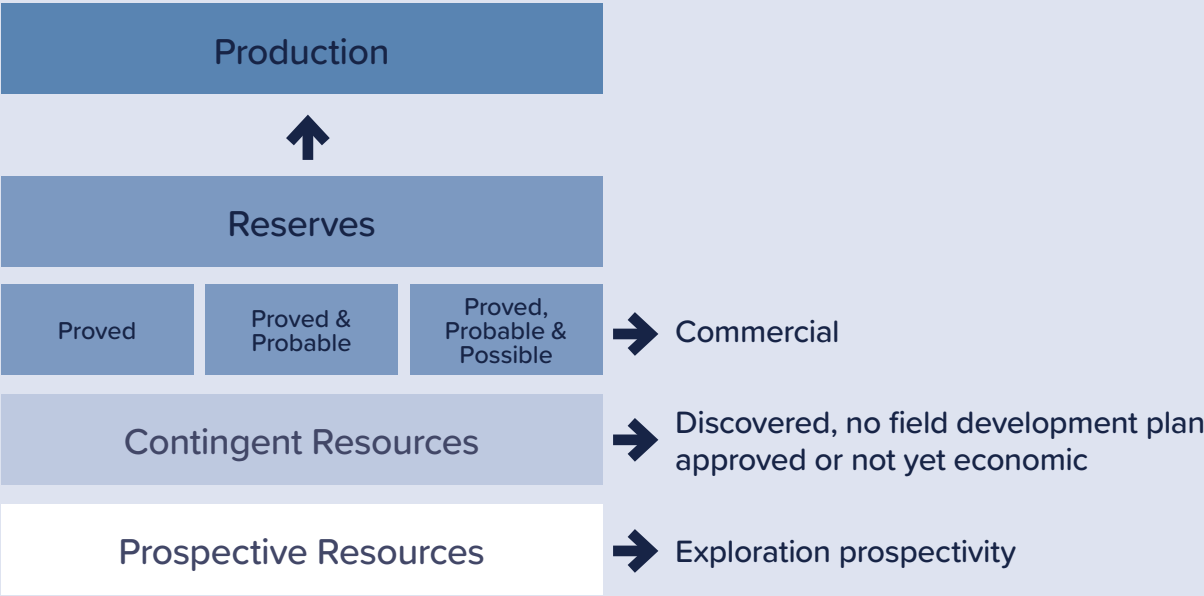 Production
Reserves
Proved
Proved &
Probable
Proved,
Probable &
Possible
Commercial
Contingent Resources
Discovered, no field development plan
approved or not yet economic
Prospective Resources
Exploration prospectivity